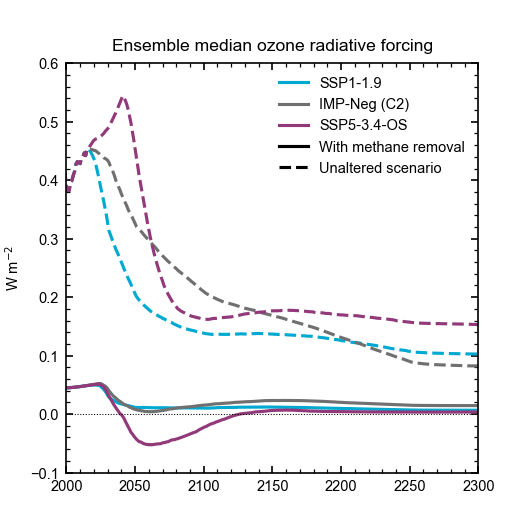 Ensemble median ozone radiative forcing
0.6
0.5
0.4
0.3
0.2
0.1
0.0
−0.1
W m⁻²
SSP1-1.9
IMP-Neg (C2)
SSP5-3.4-OS
With methane removal
Unaltered scenario
2000 2050 2100 2150 2200 2250 2300